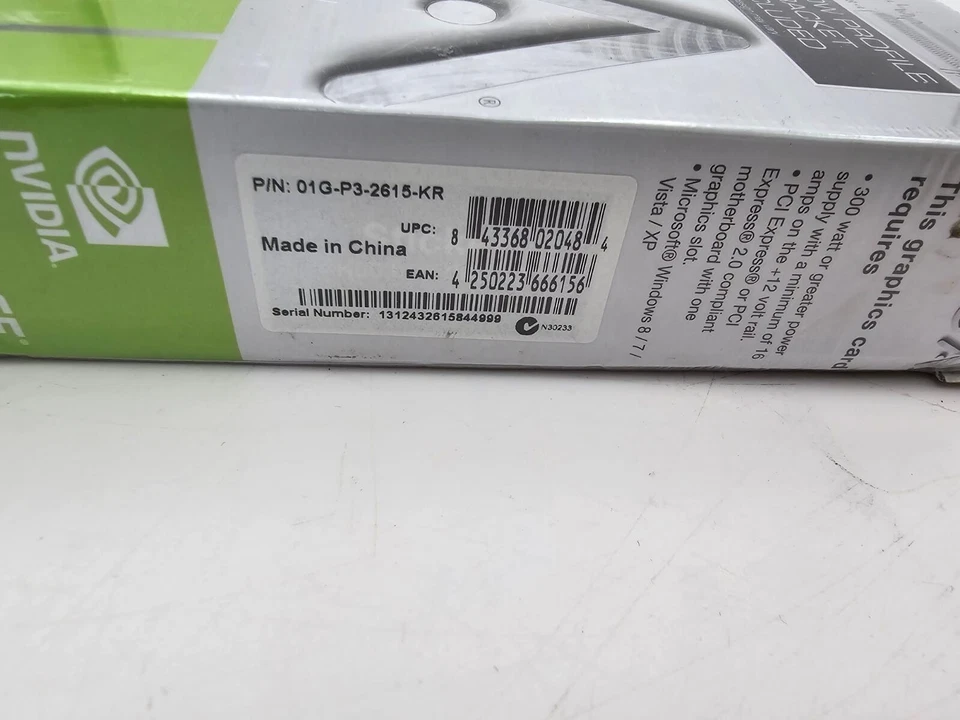 P/N: 01G-P3-2615-KR
UPC:
8 43368 02048 4
Made in China
EAN:
4 250223 666156
Serial Number: 1312432615844999
N30233
NVIDIA.
®
PROFILE
This graphics card
requires
• 300 watt or greater power
supply with a minimum of 16
amps on the +12 volt rail.
• PCI Express® or PCI
Express® 2.0 compliant
motherboard with one
graphics slot.
• Microsoft® Windows 8 / 7 /
Vista / XP